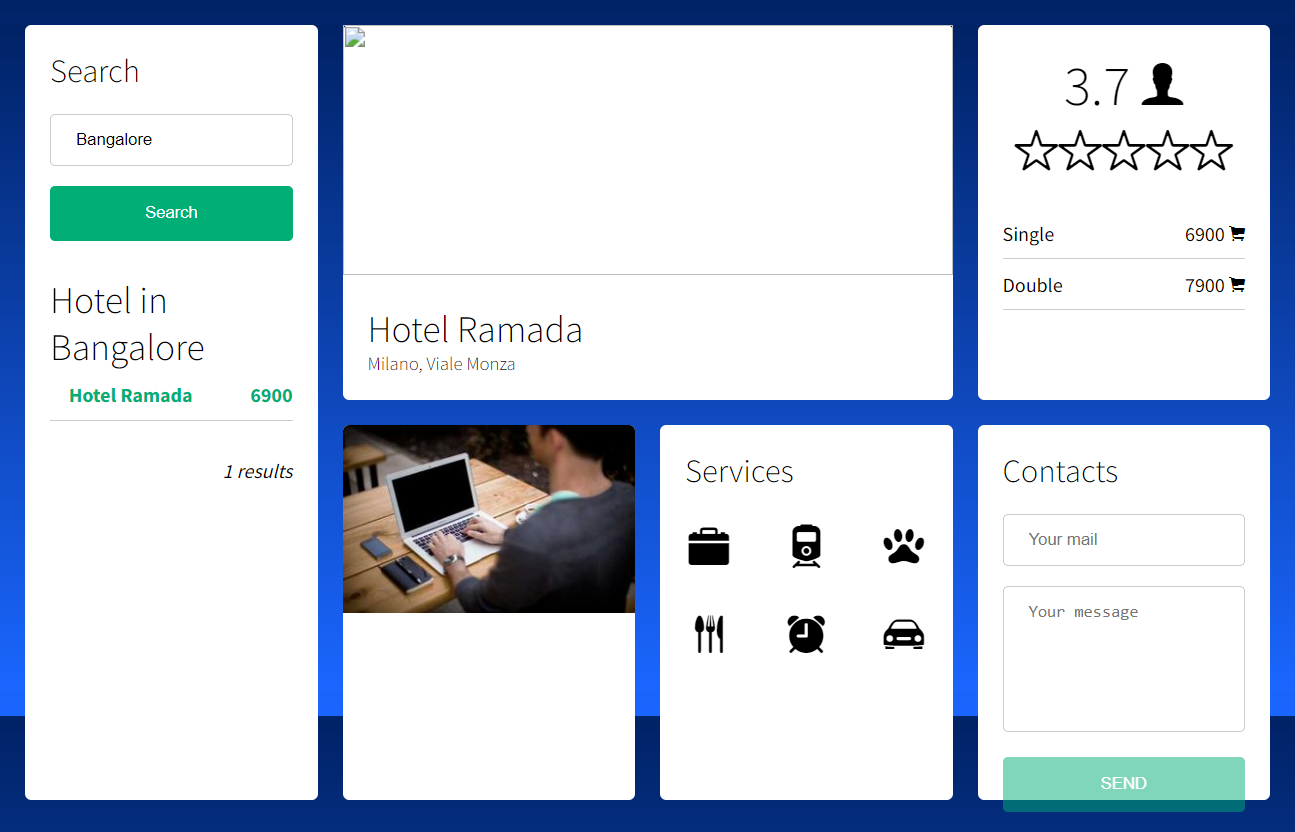 Search
Bangalore
Search
Hotel in
Bangalore
Hotel Ramada 6900
1 results
Hotel Ramada
Milano, Viale Monza
3.7
Single 6900
Double 7900
Services
Contacts
Your mail
Your message
SEND